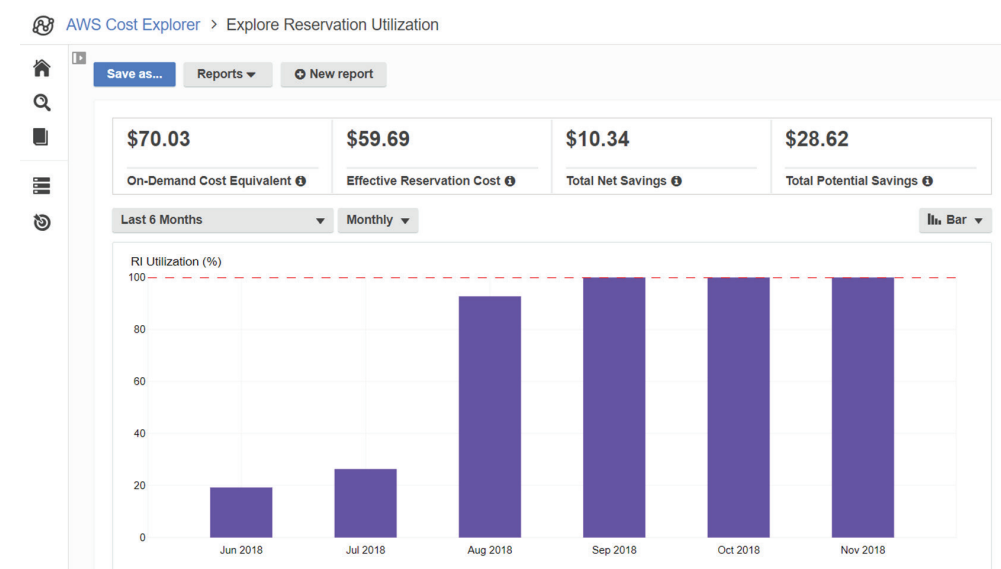 AWS Cost Explorer > Explore Reservation Utilization
Save as... Reports New report
$70.03 $59.69 $10.34 $28.62
On-Demand Cost Equivalent Effective Reservation Cost Total Net Savings Total Potential Savings
Last 6 Months Monthly Bar
RI Utilization (%)
100
80
60
40
20
0
Jun 2018 Jul 2018 Aug 2018 Sep 2018 Oct 2018 Nov 2018